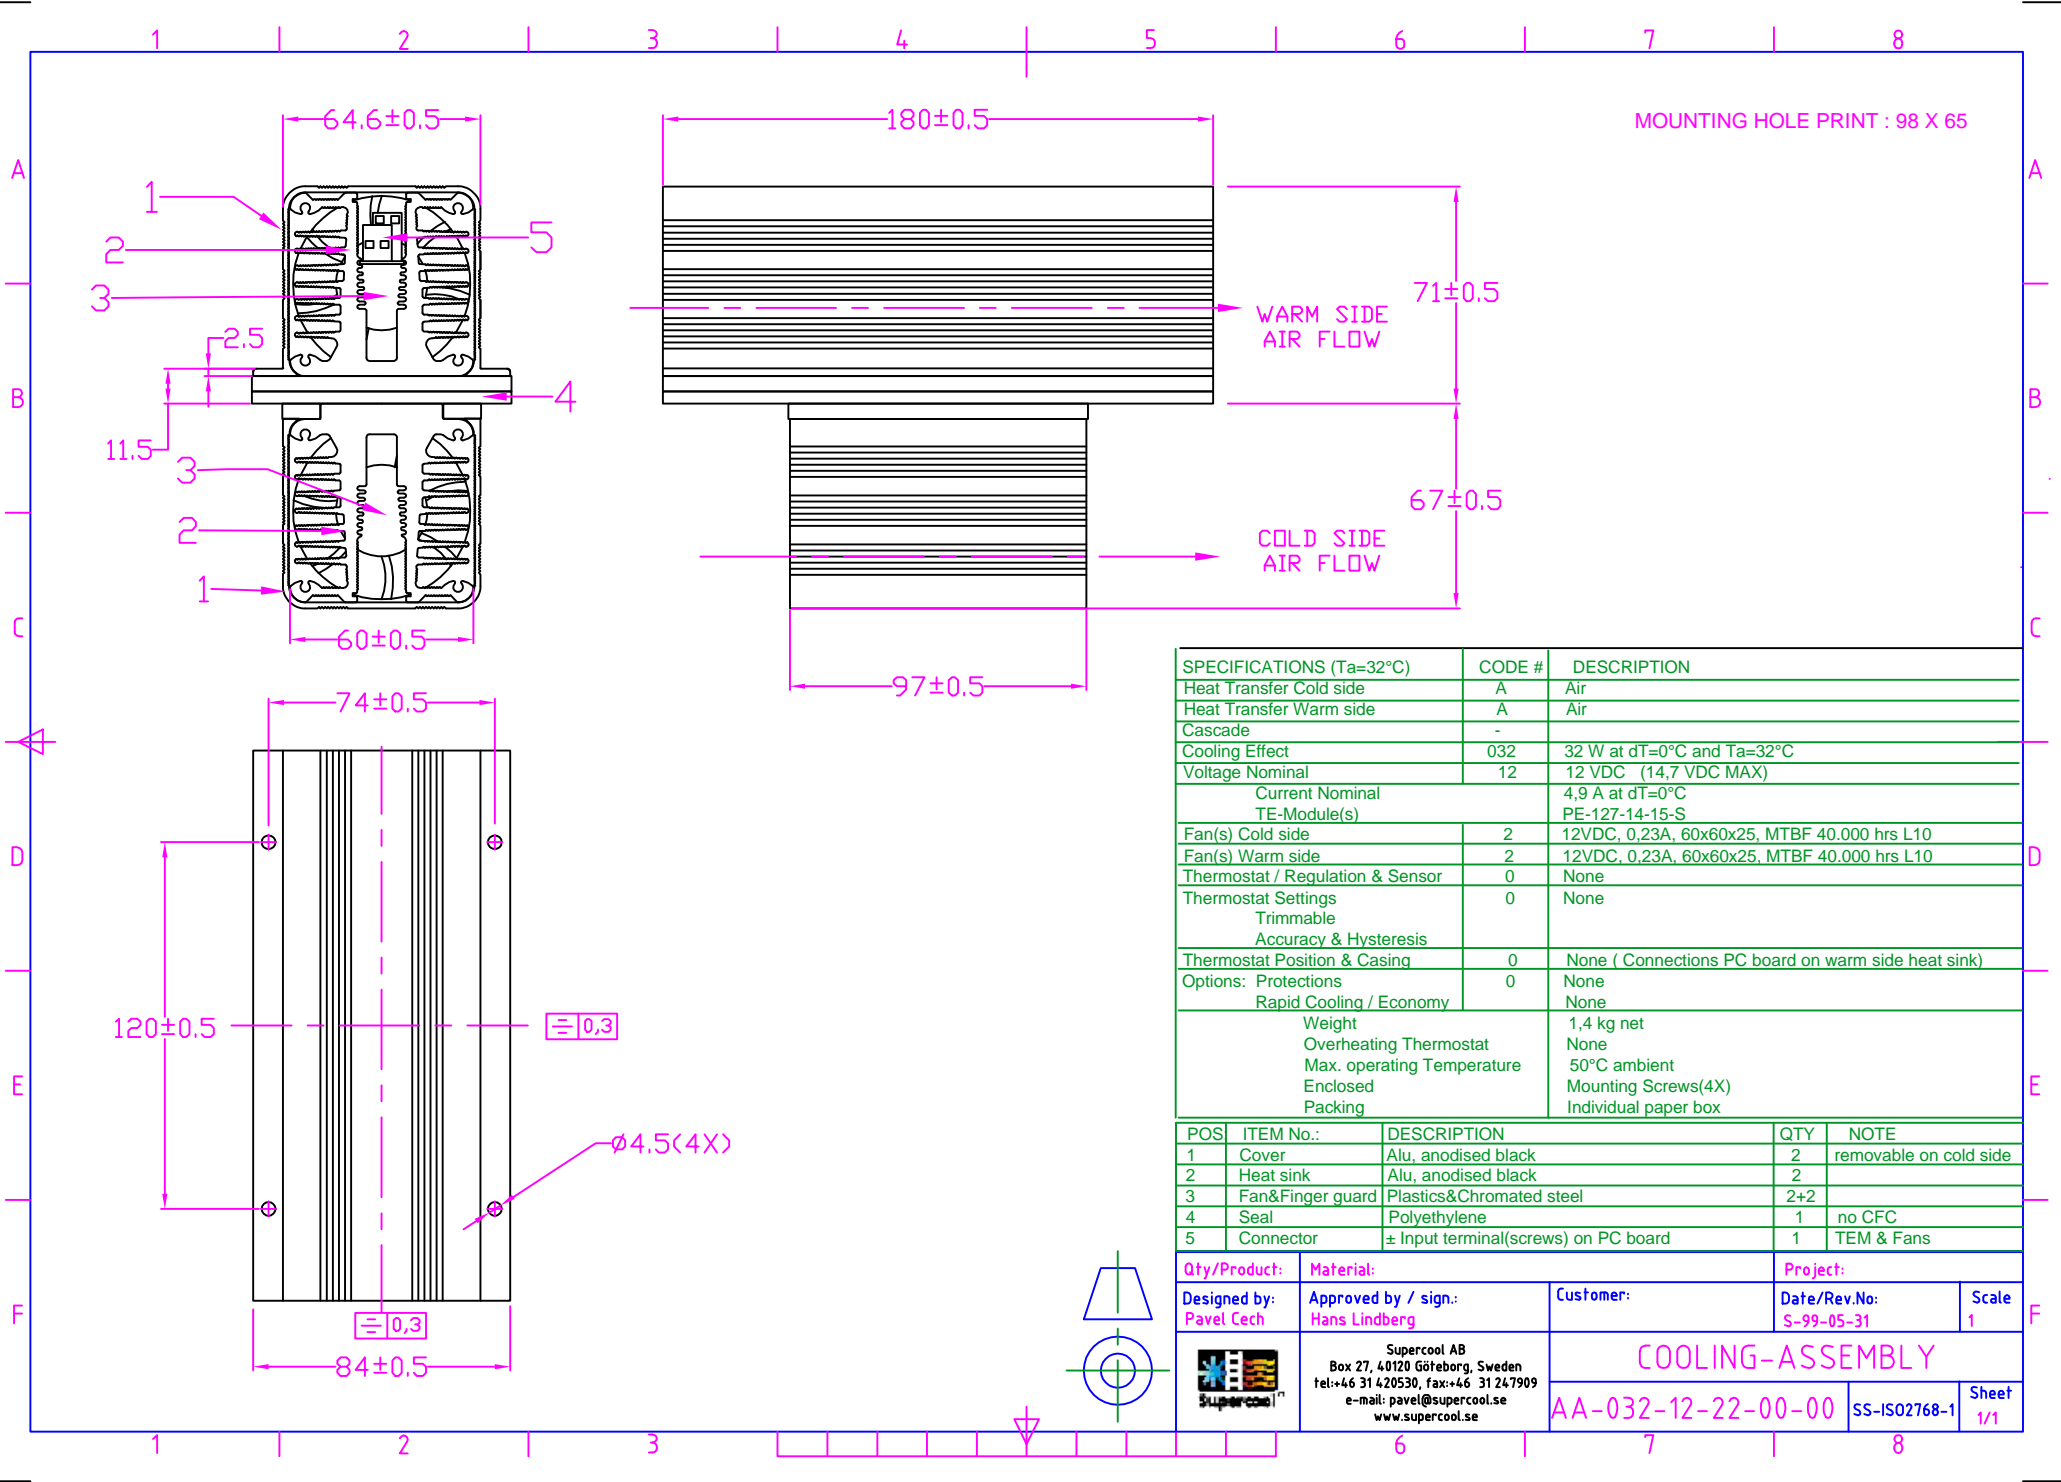 1 2 3 4 5 6 7 8
MOUNTING HOLE PRINT : 98 X 65
64.6±0.5
180±0.5
A A
1
2
5
3
71±0.5
WARM SIDE
AIR FLOW
2.5
4
B B
11.5
3
67±0.5
2
COLD SIDE
AIR FLOW
1
C C
60±0.5
97±0.5
74±0.5
SPECIFICATIONS (Ta=32°C) CODE # DESCRIPTION
Heat Transfer Cold side A Air
Heat Transfer Warm side A Air
Cascade -
Cooling Effect 032 32 W at dT=0°C and Ta=32°C
Voltage Nominal 12 12 VDC (14,7 VDC MAX)
Current Nominal 4,9 A at dT=0°C
TE-Module(s) PE-127-14-15-S
Fan(s) Cold side 2 12VDC, 0,23A, 60x60x25, MTBF 40.000 hrs L10
Fan(s) Warm side 2 12VDC, 0,23A, 60x60x25, MTBF 40.000 hrs L10
Thermostat / Regulation & Sensor 0 None
Thermostat Settings 0 None
Trimmable
Accuracy & Hysteresis
Thermostat Position & Casing 0 None ( Connections PC board on warm side heat sink)
Options: Protections 0 None
Rapid Cooling / Economy None
Weight 1,4 kg net
Overheating Thermostat None
Max. operating Temperature 50°C ambient
Enclosed Mounting Screws(4X)
Packing Individual paper box
D D
120±0.5
0,3
E E
ø4.5(4X)
0,3
84±0.5
POS ITEM No.: DESCRIPTION QTY NOTE
1 Cover Alu, anodised black 2 removable on cold side
2 Heat sink Alu, anodised black 2
3 Fan&Finger guard Plastics&Chromated steel 2+2
4 Seal Polyethylene 1 no CFC
5 Connector ± Input terminal(screws) on PC board 1 TEM & Fans
Qty/Product: Material: Project:
Designed by: Approved by / sign.: Customer: Date/Rev.No: Scale
Pavel Cech Hans Lindberg S-99-05-31 1
F F
Supercool
Supercool AB
Box 27, 40120 Göteborg, Sweden
tel:+46 31 420530, fax:+46 31 247909
e-mail: pavel@supercool.se
www.supercool.se
COOLING-ASSEMBLY
AA-032-12-22-00-00 SS-ISO2768-1 Sheet
1/1
1 2 3 6 7 8